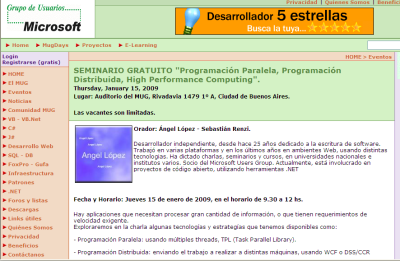 Privacidad | Quienes Somos | Benefici
Grupo de Usuarios.....
Microsoft
Desarrollador 5 estrellas
Busca la tuya
Home MugDays Proyectos E-Learning
Login
Registrarse (gratis)
HOME > Eventos
HOME
El MUG
Eventos
Noticias
Comunidad MUG
VB - VB.Net
C#
J#
Desarrollo Web
SQL - DB
FoxPro - Gufa
Infraestructura
Patrones
.NET
Foros y listas
Descargas
Links útiles
Quiénes Somos
Privacidad
Beneficios
Contáctanos
SEMINARIO GRATUITO "Programación Paralela, Programación
Distribuida, High Performance Computing".
Thursday, January 15, 2009
Lugar: Auditorio del MUG, Rivadavia 1479 1º A, Ciudad de Buenos Aires.
Las vacantes son limitadas.
Angel López
Orador: Ángel López - Sebastián Renzi.
Desarrollador independiente, desde hace 25 años dedicado a la escritura de software.
Trabajó en varias plataformas y en los últimos años en ambientes Web, usando distintas
tecnologías. Ha dictado charlas, seminarios y cursos, en universidades nacionales e
institutos varios. Socio del Microsoft Users Group. Actualmente, está involucrado en
proyectos de código abierto, utilizando herramientas .NET
Fecha y Horario: Jueves 15 de enero de 2009, en el horario de 9.30 a 12 hs.
Hay aplicaciones que necesitan procesar gran cantidad de información, o que tienen requerimientos de
velocidad exigente.
Exploraremos en la charla algunas tecnologías y estrategias que tenemos disponibles como:
- Programación Paralela: usando múltiples threads, TPL (Task Parallel Library).
- Programación Distribuida: enviando el trabajo a realizar a distintas máquinas, usando WCF o DSS/CCR